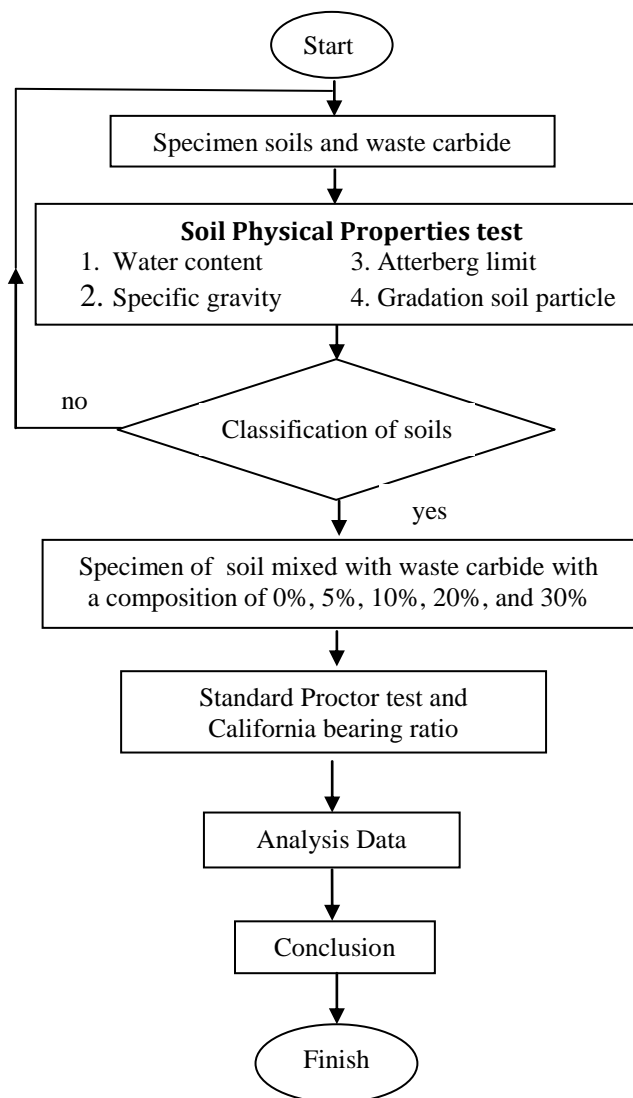 Start
Specimen soils and waste carbide
Soil Physical Properties test
1. Water content 3. Atterberg limit
2. Specific gravity 4. Gradation soil particle
no
Classification of soils
yes
Specimen of soil mixed with waste carbide with
a composition of 0%, 5%, 10%, 20%, and 30%
Standard Proctor test and
California bearing ratio
Analysis Data
Conclusion
Finish